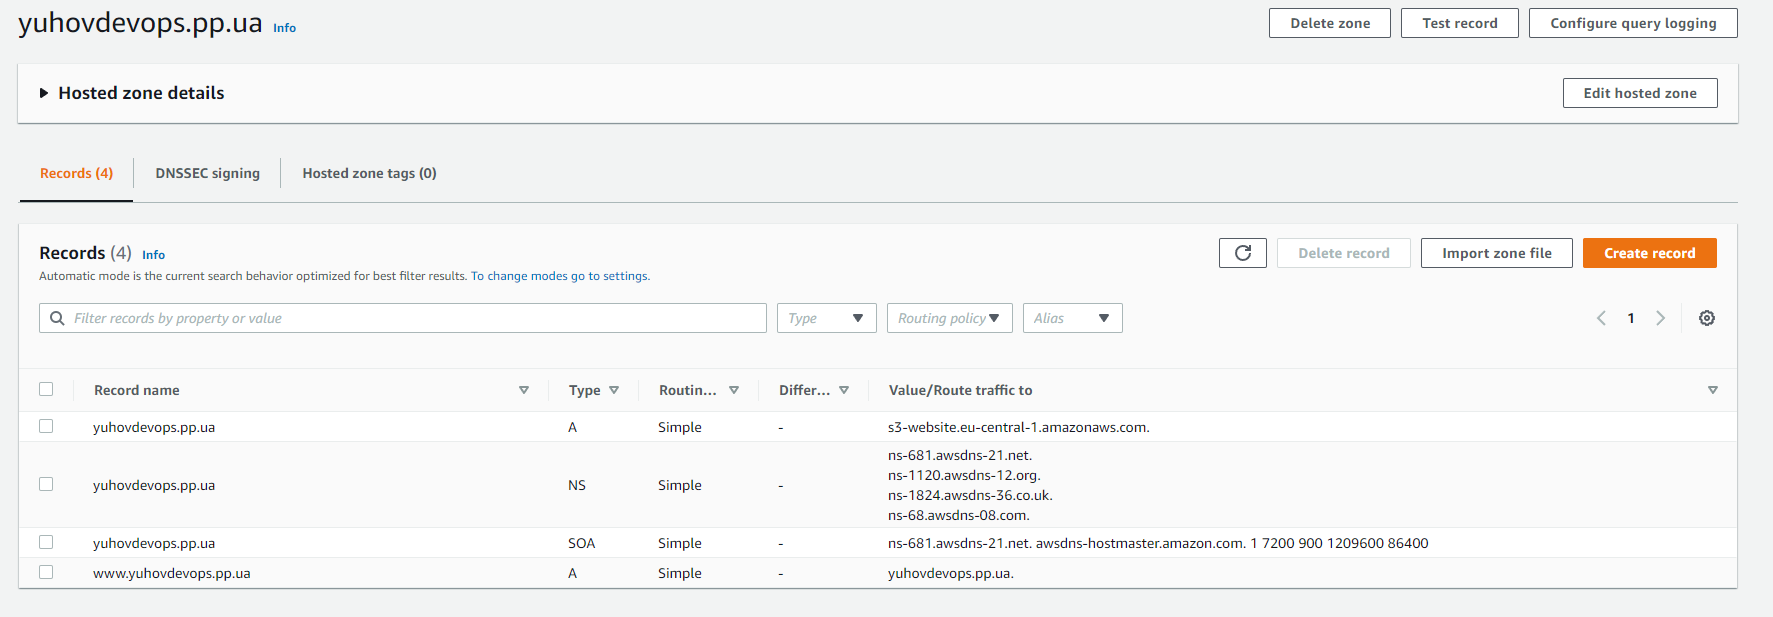 yuhovdevops.pp.ua Info
Delete zone
Test record
Configure query logging
Hosted zone details
Edit hosted zone
Records (4)
DNSSEC signing
Hosted zone tags (0)
Records (4) Info
Delete record
Import zone file
Create record
Automatic mode is the current search behavior optimized for best filter results. To change modes go to settings.
Filter records by property or value
Type
Routing policy
Alias
1
Record name Type Routin... Differ... Value/Route traffic to
yuhovdevops.pp.ua A Simple - s3-website.eu-central-1.amazonaws.com.
ns-681.awsdns-21.net.
ns-1120.awsdns-12.org.
yuhovdevops.pp.ua NS Simple -
ns-1824.awsdns-36.co.uk.
ns-68.awsdns-08.com.
yuhovdevops.pp.ua SOA Simple - ns-681.awsdns-21.net. awsdns-hostmaster.amazon.com. 1 7200 900 1209600 86400
www.yuhovdevops.pp.ua A Simple - yuhovdevops.pp.ua.